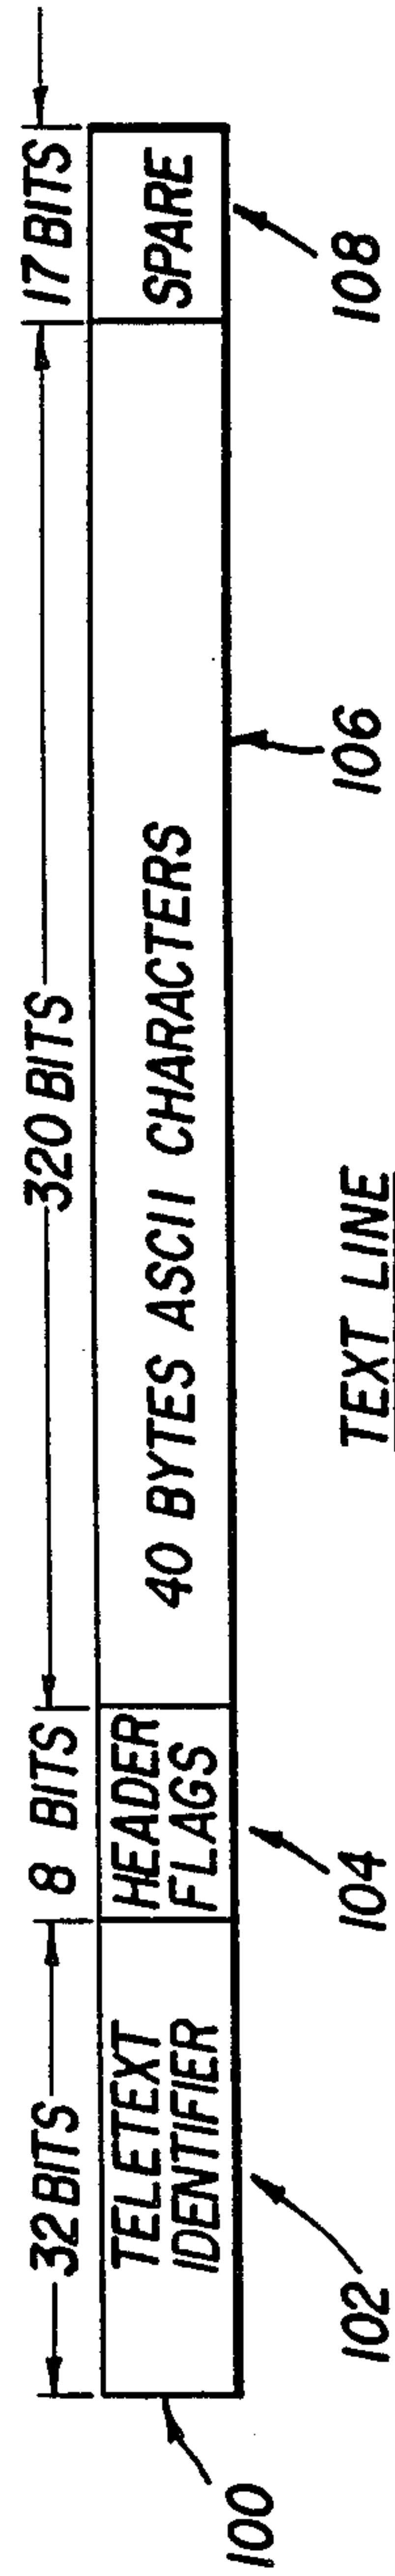 32 BITS
8 BITS
320 BITS
17 BITS
TELETEXT
IDENTIFIER
HEADER
FLAGS
40 BYTES ASCII CHARACTERS
SPARE
100
102
104
106
108
TEXT LINE